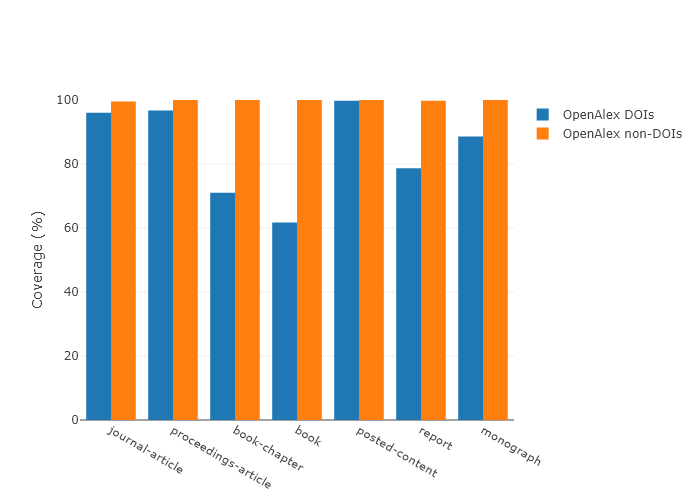 100
80
60
40
20
0
Coverage (%)
journal-article
proceedings-article
book-chapter
book
posted-content
report
monograph
OpenAlex DOIs
OpenAlex non-DOIs